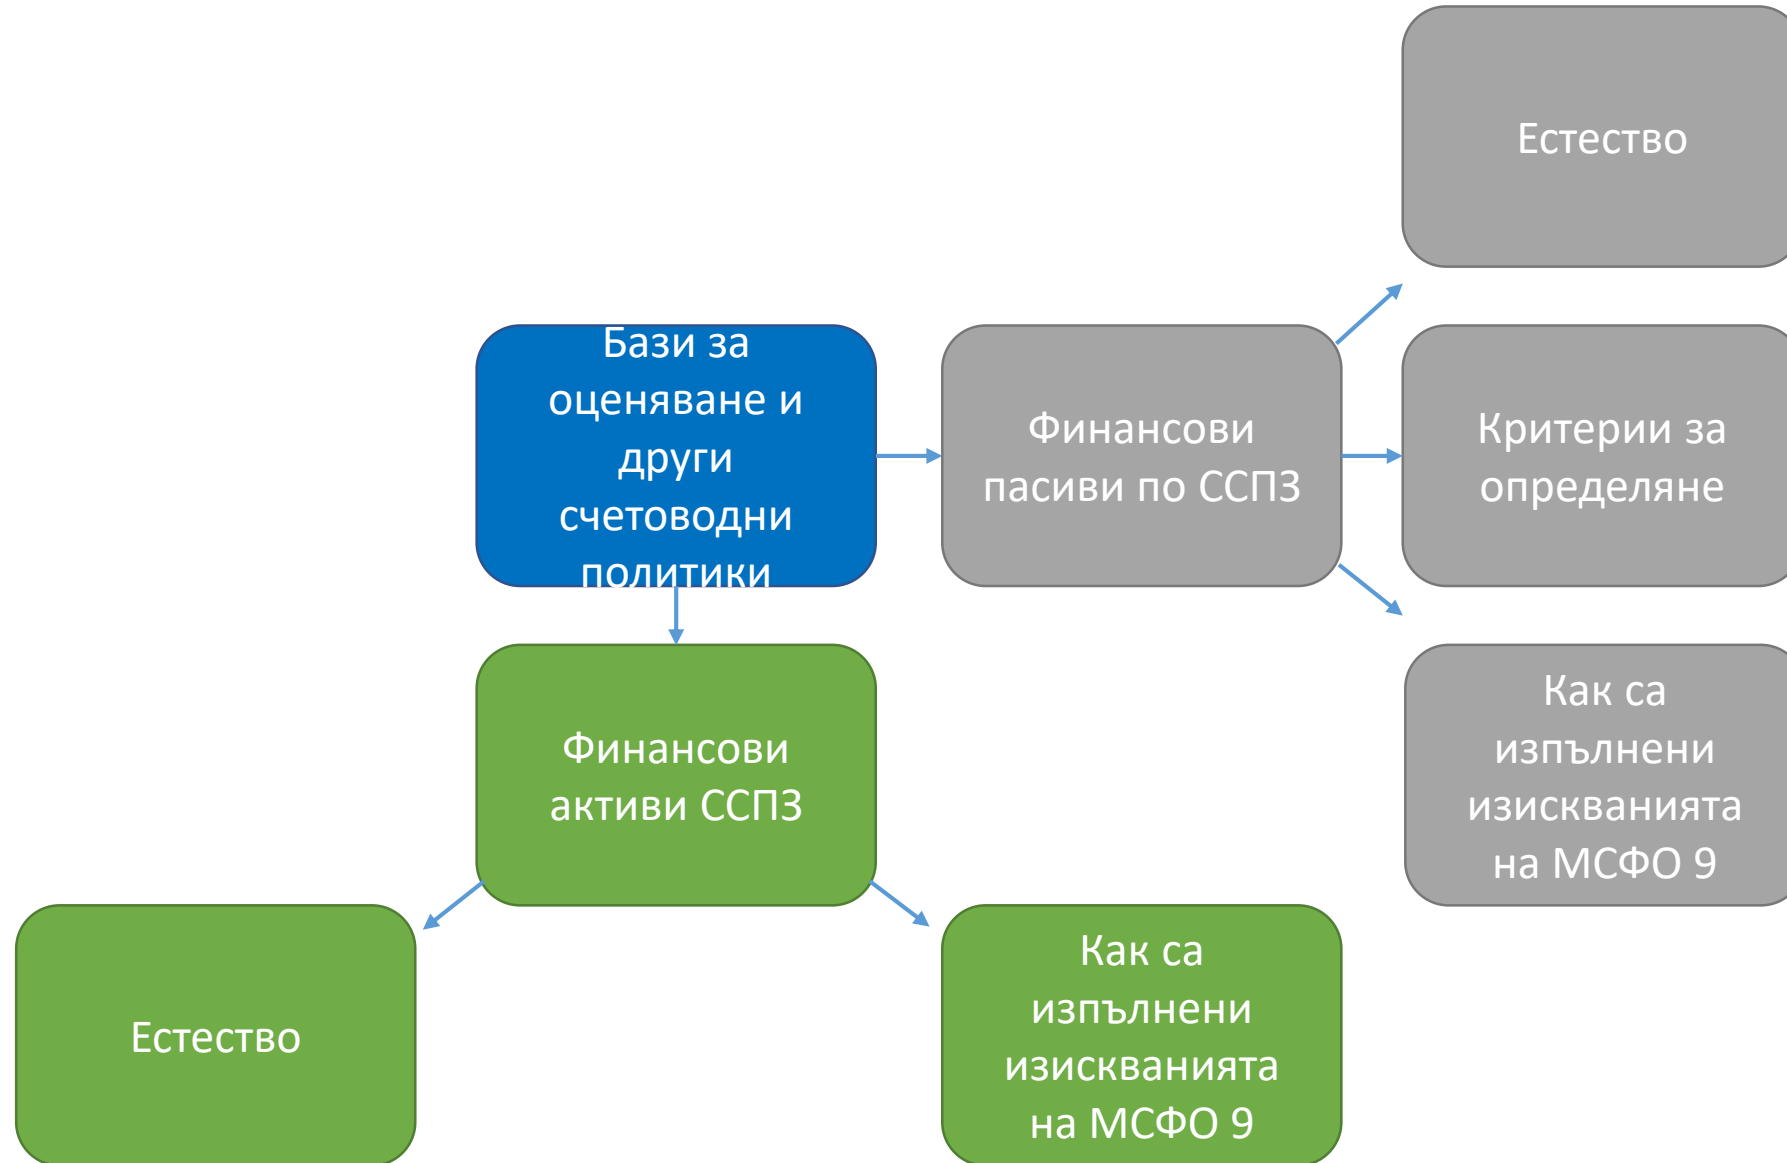 Естество
Бази за
оценяване и
други
счетоводни
политики
Финансови
пасиви по ССПЗ
Критерии за
определяне
Финансови
активи ССПЗ
Как са
изпълнени
изискванията
на МСФО 9
Естество
Как са
изпълнени
изискванията
на МСФО 9